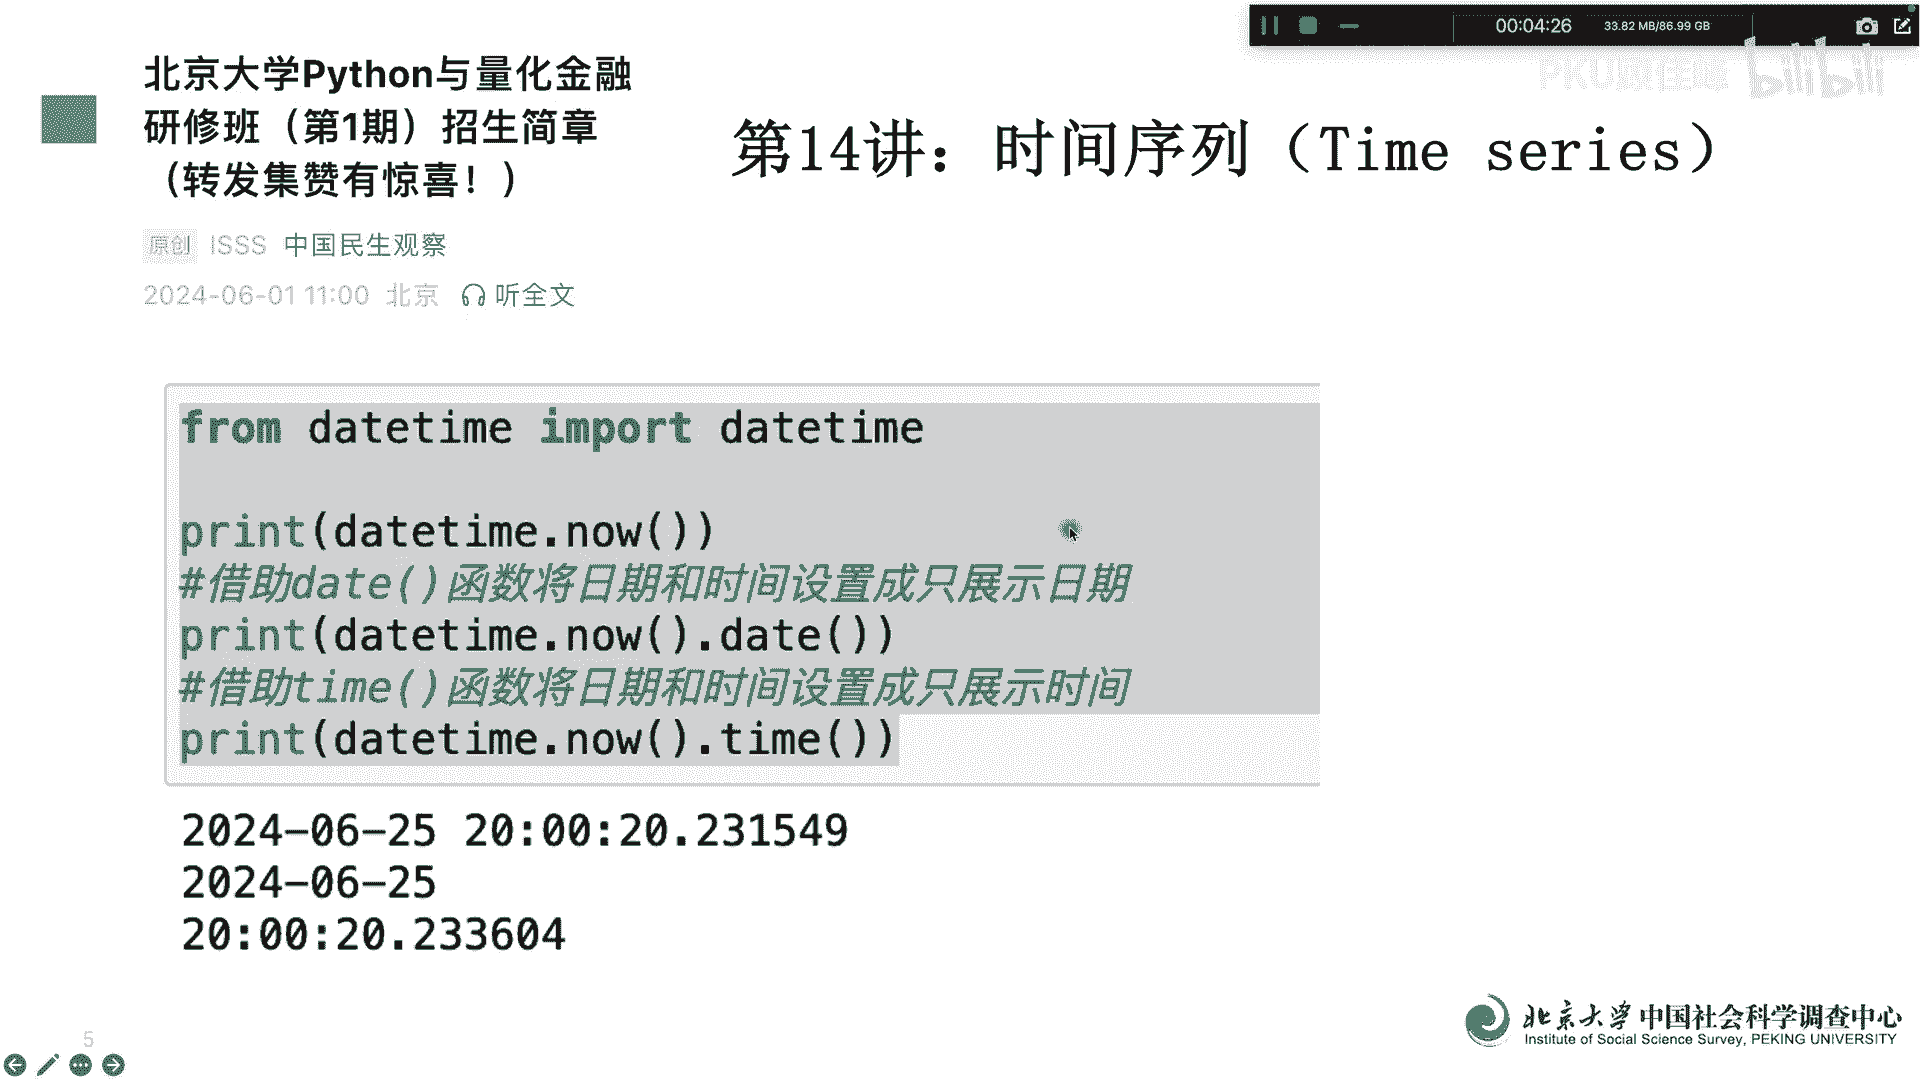 00:04:26
33.82 MB/86.99 GB
bilibili
北京大学Python与量化金融
研修班（第1期）招生简章
（转发集赞有惊喜！）
原创 ISSS 中国民生观察
2024-06-01 11:00 北京 听全文
第14讲：时间序列（Time series）
from datetime import datetime
print(datetime.now())
#借助date()函数将日期和时间设置成只展示日期
print(datetime.now().date())
#借助time()函数将日期和时间设置成只展示时间
print(datetime.now().time())
2024-06-25 20:00:20.231549
2024-06-25
20:00:20.233604
北京大学中国社会科学调查中心
Institute of Social Science Survey, PEKING UNIVERSITY
5